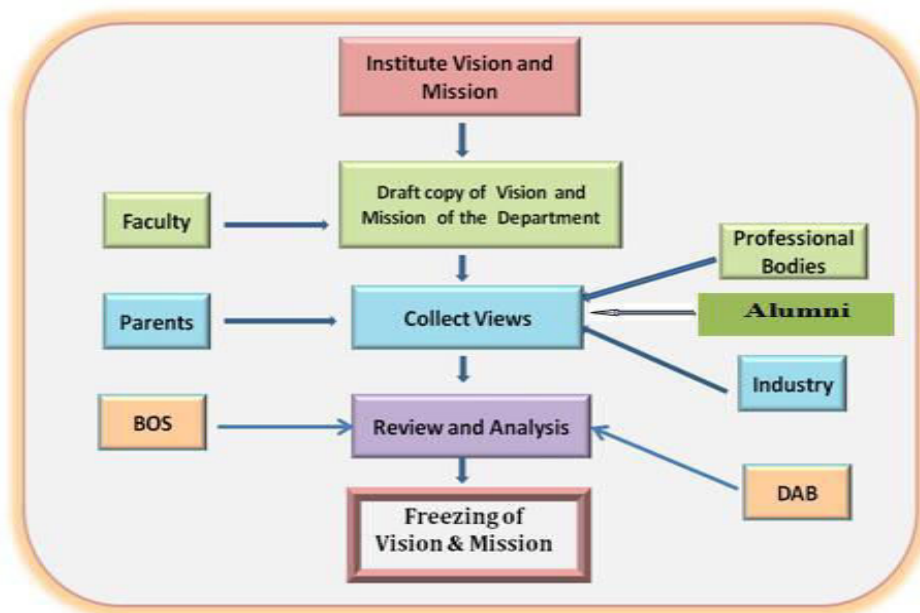 Institute Vision and
Mission
Draft copy of Vision and
Mission of the Department
Faculty
Professional
Bodies
Parents
Collect Views
Alumni
Industry
BOS
Review and Analysis
DAB
Freezing of
Vision & Mission